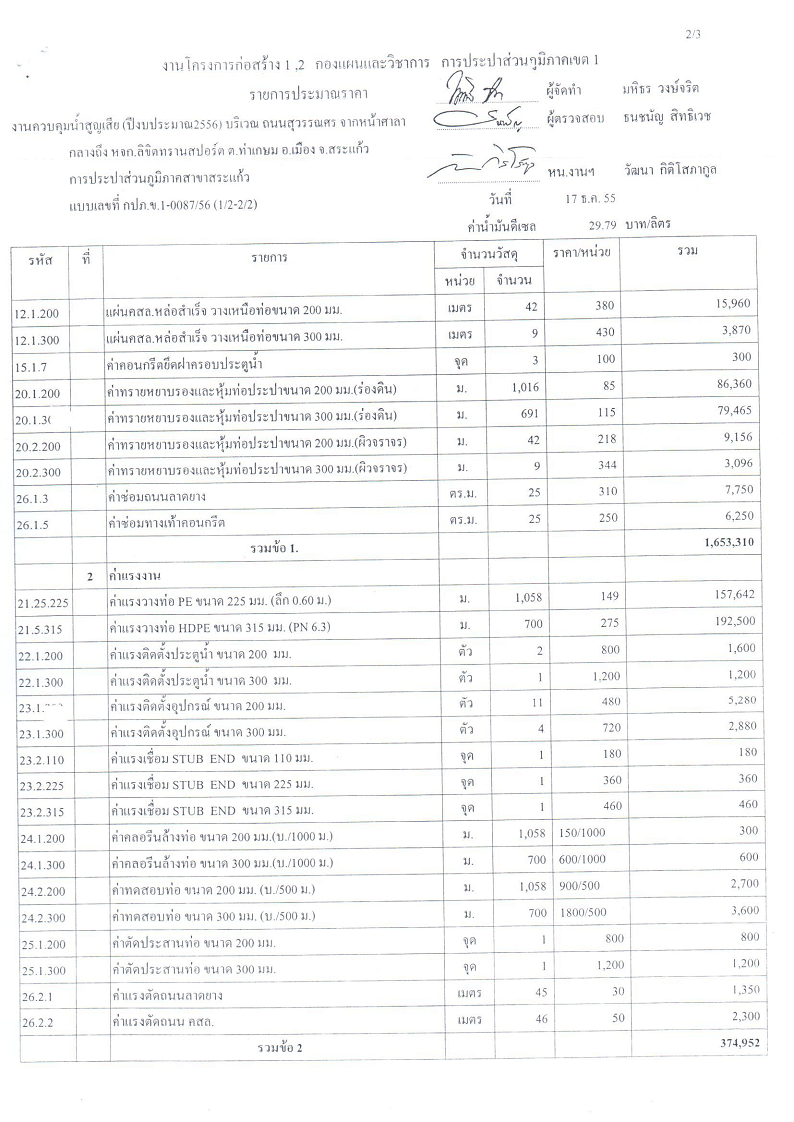 2/3
งานโครงการก่อสร้าง 1 ,2 กองแผนและวิชาการ การประปาส่วนภูมิภาคเขต 1
รายการประมาณราคา ผู้จัดทำ มหิธร วงษ์จริต
งานควบคุมน้ำสูญเสีย (ปีงบประมาณ2556) บริเวณ ถนนสุวรรณศร จากหน้าศาลา ผู้ตรวจสอบ ธนชนัญ สิทธิเวช
กลางถึง หจก.ลิขิตทรานสปอร์ต ต.ท่าเกษม อ.เมือง จ.สระแก้ว
การประปาส่วนภูมิภาคสาขาสระแก้ว หน.งานฯ วัฒนา กิติโสภากูล
แบบเลขที่ กปภ.ข.1-0087/56 (1/2-2/2) วันที่ 17 ธ.ค. 55
ค่าน้ำมันดีเซล 29.79 บาท/ลิตร
รหัส ที่ รายการ จำนวนวัสดุ ราคา/หน่วย รวม
หน่วย จำนวน
12.1.200 แผ่นคสล.หล่อสำเร็จ วางเหนือท่อขนาด 200 มม. เมตร 42 380 15,960
12.1.300 แผ่นคสล.หล่อสำเร็จ วางเหนือท่อขนาด 300 มม. เมตร 9 430 3,870
15.1.7 ค่าคอนกรีตยึดฝาครอบประตูน้ำ จุด 3 100 300
20.1.200 ค่าทรายหยาบรองและหุ้มท่อประปาขนาด 200 มม.(ร่องดิน) ม. 1,016 85 86,360
20.1.3( ค่าทรายหยาบรองและหุ้มท่อประปาขนาด 300 มม.(ร่องดิน) ม. 691 115 79,465
20.2.200 ค่าทรายหยาบรองและหุ้มท่อประปาขนาด 200 มม.(ผิวจราจร) ม. 42 218 9,156
20.2.300 ค่าทรายหยาบรองและหุ้มท่อประปาขนาด 300 มม.(ผิวจราจร) ม. 9 344 3,096
26.1.3 ค่าซ่อมถนนลาดยาง ตร.ม. 25 310 7,750
26.1.5 ค่าซ่อมทางเท้าคอนกรีต ตร.ม. 25 250 6,250
รวมข้อ 1. 1,653,310
2 ค่าแรงงาน
21.25.225 ค่าแรงวางท่อ PE ขนาด 225 มม. (ลึก 0.60 ม.) ม. 1,058 149 157,642
21.5.315 ค่าแรงวางท่อ HDPE ขนาด 315 มม. (PN 6.3) ม. 700 275 192,500
22.1.200 ค่าแรงติดตั้งประตูน้ำ ขนาด 200 มม. ตัว 2 800 1,600
22.1.300 ค่าแรงติดตั้งประตูน้ำ ขนาด 300 มม. ตัว 1 1,200 1,200
23.1. ค่าแรงติดตั้งอุปกรณ์ ขนาด 200 มม. ตัว 11 480 5,280
23.1.300 ค่าแรงติดตั้งอุปกรณ์ ขนาด 300 มม. ตัว 4 720 2,880
23.2.110 ค่าแรงเชื่อม STUB END ขนาด 110 มม. จุด 1 180 180
23.2.225 ค่าแรงเชื่อม STUB END ขนาด 225 มม. จุด 1 360 360
23.2.315 ค่าแรงเชื่อม STUB END ขนาด 315 มม. จุด 1 460 460
24.1.200 ค่าคลอรีนล้างท่อ ขนาด 200 มม.(บ./1000 ม.) ม. 1,058 150/1000 300
24.1.300 ค่าคลอรีนล้างท่อ ขนาด 300 มม.(บ./1000 ม.) ม. 700 600/1000 600
24.2.200 ค่าทดสอบท่อ ขนาด 200 มม. (บ./500 ม.) ม. 1,058 900/500 2,700
24.2.300 ค่าทดสอบท่อ ขนาด 300 มม. (บ./500 ม.) ม. 700 1800/500 3,600
25.1.200 ค่าตัดประสานท่อ ขนาด 200 มม. จุด 1 800 800
25.1.300 ค่าตัดประสานท่อ ขนาด 300 มม. จุด 1 1,200 1,200
26.2.1 ค่าแรงตัดถนนลาดยาง เมตร 45 30 1,350
26.2.2 ค่าแรงตัดถนน คสล. เมตร 46 50 2,300
รวมข้อ 2 374,952